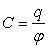 C = q / φ